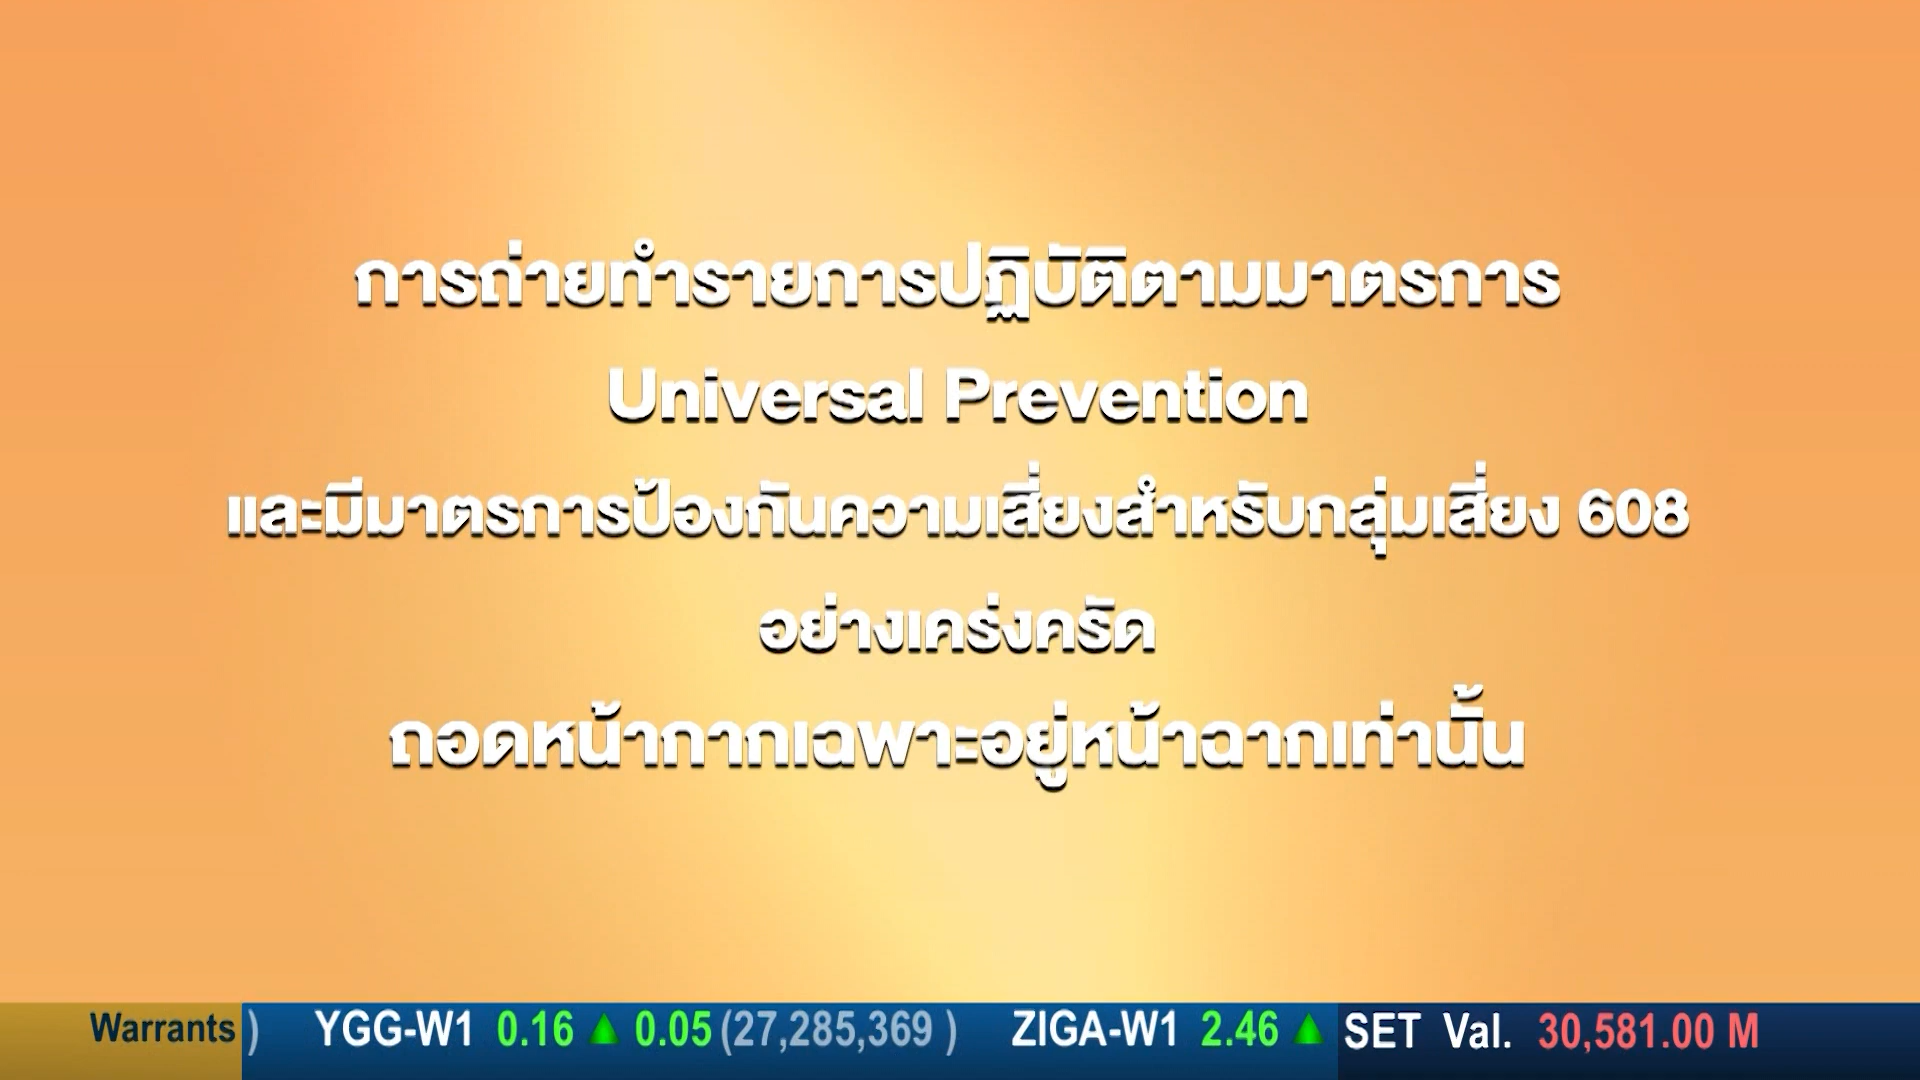 การถ่ายทำรายการปฏิบัติตามมาตรการ
Universal Prevention
และมีมาตรการป้องกันความเสี่ยงสำหรับกลุ่มเสี่ยง 608
อย่างเคร่งครัด
ถอดหน้ากากเฉพาะอยู่หน้าฉากเท่านั้น
Warrants ) YGG-W1 0.16 ▲ 0.05 (27,285,369 ) ZIGA-W1 2.46 ▲ SET Val. 30,581.00 M